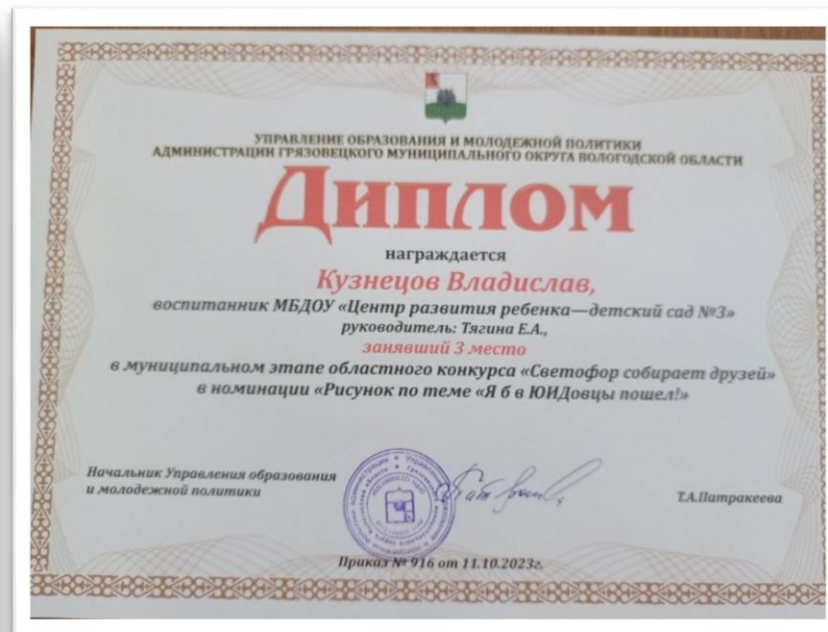 УПРАВЛЕНИЕ ОБРАЗОВАНИЯ И МОЛОДЕЖНОЙ ПОЛИТИКИ
АДМИНИСТРАЦИИ ГРЯЗОВЕЦКОГО МУНИЦИПАЛЬНОГО ОКРУГА ВОЛОГОДСКОЙ ОБЛАСТИ
Диплом
награждается
Кузнецов Владислав,
воспитанник МБДОУ «Центр развития ребенка—детский сад №3»
руководитель: Тягина Е.А.,
занявший 3 место
в муниципальном этапе областного конкурса «Светофор собирает друзей»
в номинации «Рисунок по теме «Я б в ЮИДовцы пошел!»
Начальник Управления образования
и молодежной политики
Т.А.Патракеева
Приказ № 916 от 11.10.2023г.